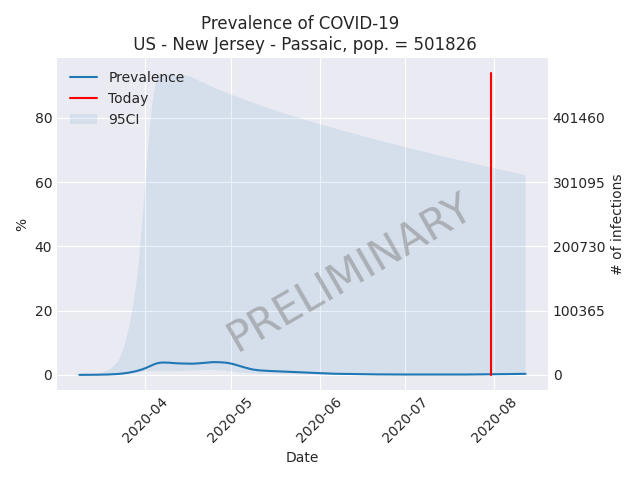 Prevalence of COVID-19
US - New Jersey - Passaic, pop. = 501826
Prevalence
Today
95CI
%
80
60
40
20
0
401460
301095
200730
100365
0
# of infections
PRELIMINARY
2020-04
2020-05
2020-06
2020-07
2020-08
Date